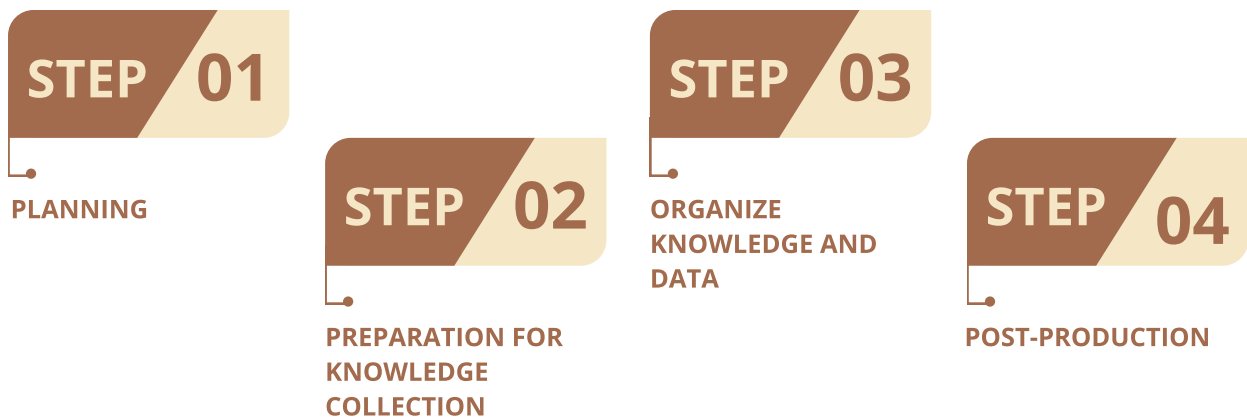 STEP 01
PLANNING
STEP 02
PREPARATION FOR
KNOWLEDGE
COLLECTION
STEP 03
ORGANIZE
KNOWLEDGE AND
DATA
STEP 04
POST-PRODUCTION